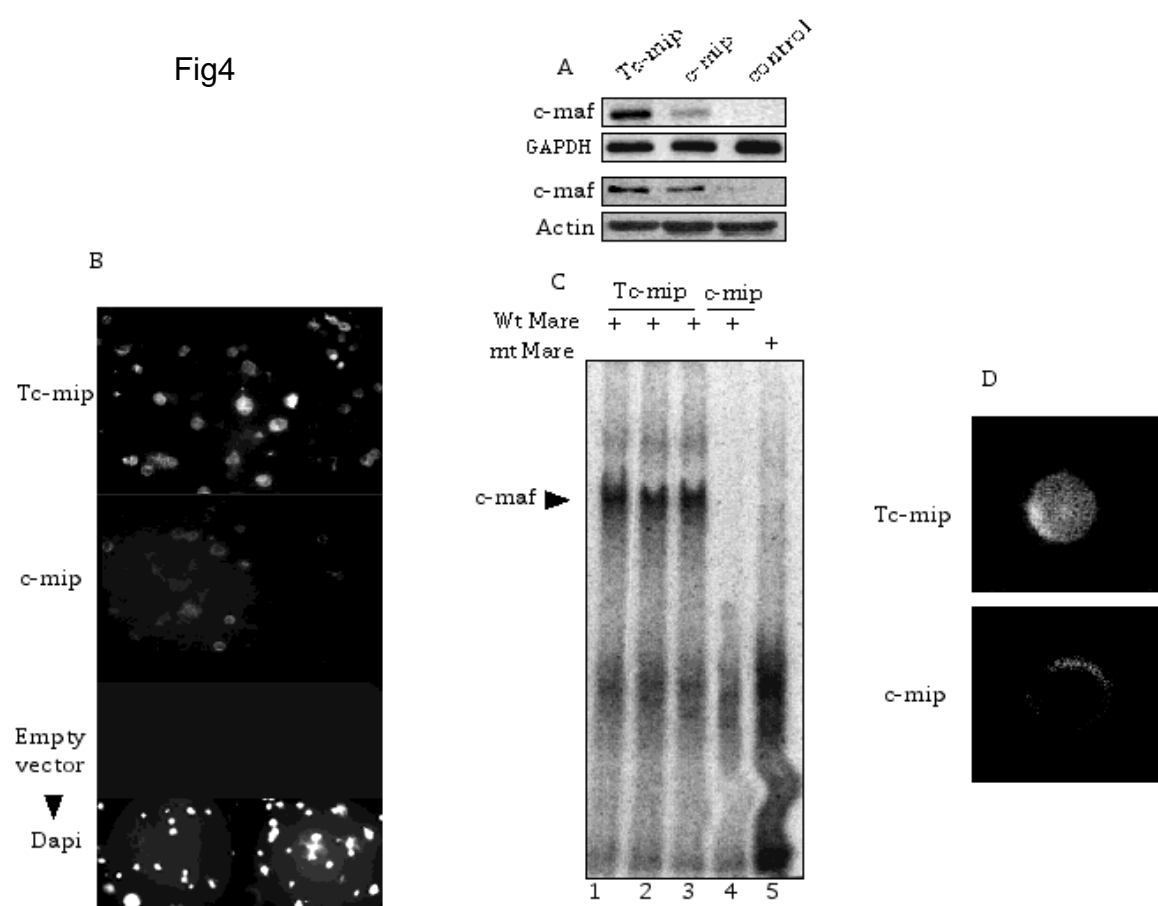 Fig4
A
Tc-mip c-mip control
c-maf
GAPDH
c-maf
Actin
B
Tc-mip
c-mip
Empty
vector
Dapi
C
Tc-mip c-mip
Wt Mare + + + +
mt Mare +
c-maf
1 2 3 4 5
D
Tc-mip
c-mip